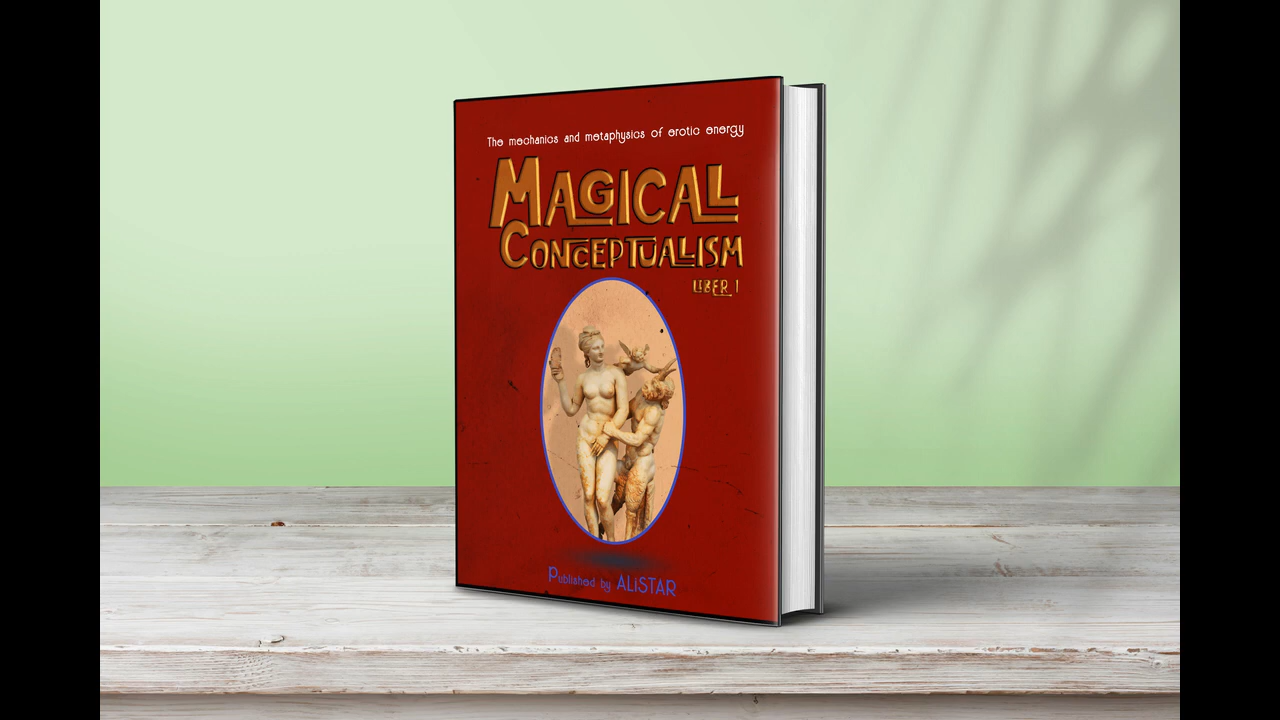 The mechanics and metaphysics of erotic energy
MAGICAL
CONCEPTUALISM
LIBER I
Published by ALiSTAR